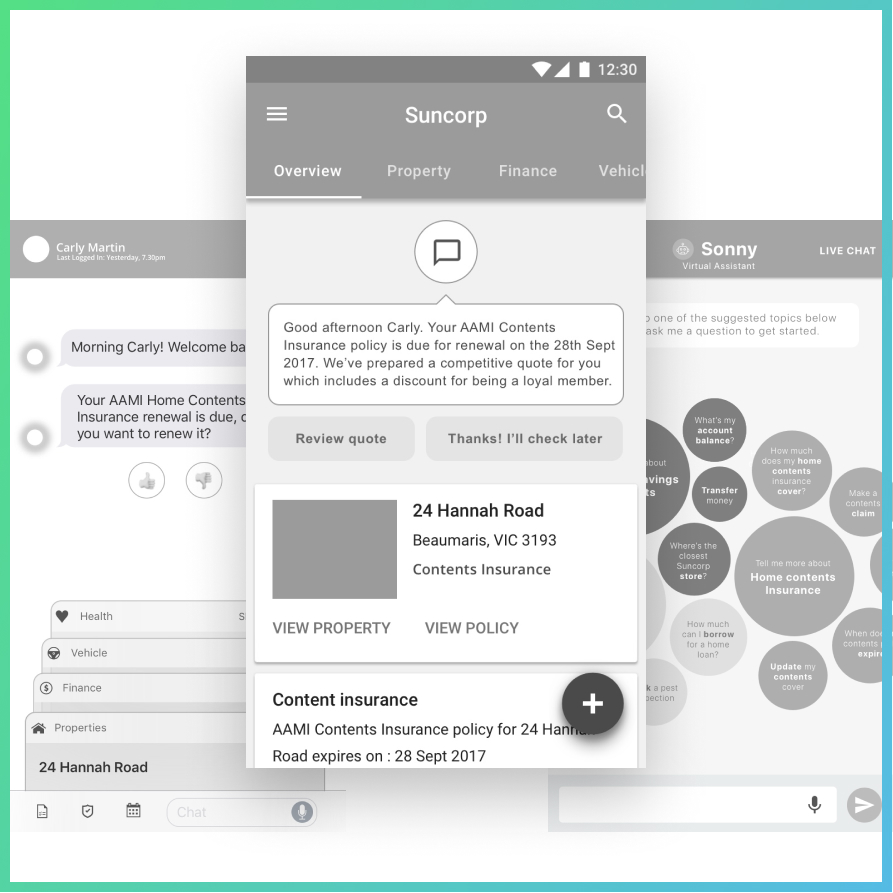 12:30
Suncorp
Overview Property Finance Vehicl
Good afternoon Carly. Your AAMI Contents
Insurance policy is due for renewal on the 28th Sept
2017. We've prepared a competitive quote for you
which includes a discount for being a loyal member.
Review quote
Thanks! I'll check later
24 Hannah Road
Beaumaris, VIC 3193
Contents Insurance
VIEW PROPERTY VIEW POLICY
Content insurance
AAMI Contents Insurance policy for 24 Hanna
Road expires on : 28 Sept 2017
Carly Martin
Last Logged In: Yesterday, 7.30pm
Morning Carly! Welcome ba
Your AAMI Home Contents
Insurance renewal is due,
you want to renew it?
Health
Vehicle
Finance
Properties
24 Hannah Road
Chat
Sonny
Virtual Assistant
LIVE CHAT
one of the suggested topics below
ask me a question to get started.
What's my
account
balance?
about
Transfer
money
How much
does my home
contents
insurance
cover?
Make a
contents
claim
Where's the
closest
Suncorp
store?
Tell me more about
Home contents
Insurance
How much
can I borrow
for a home
loan?
When
contents
Update my
contents
cover
a pest